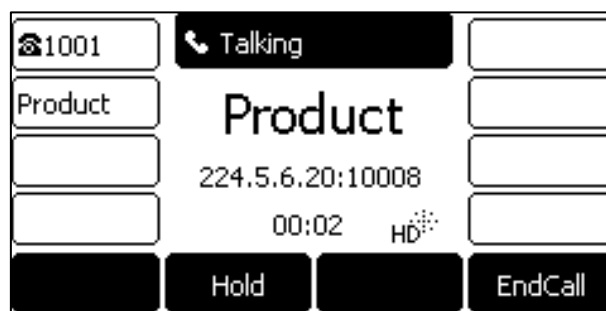 ☎1001
Talking
Product
Product
224.5.6.20:10008
00:02 HD
Hold EndCall